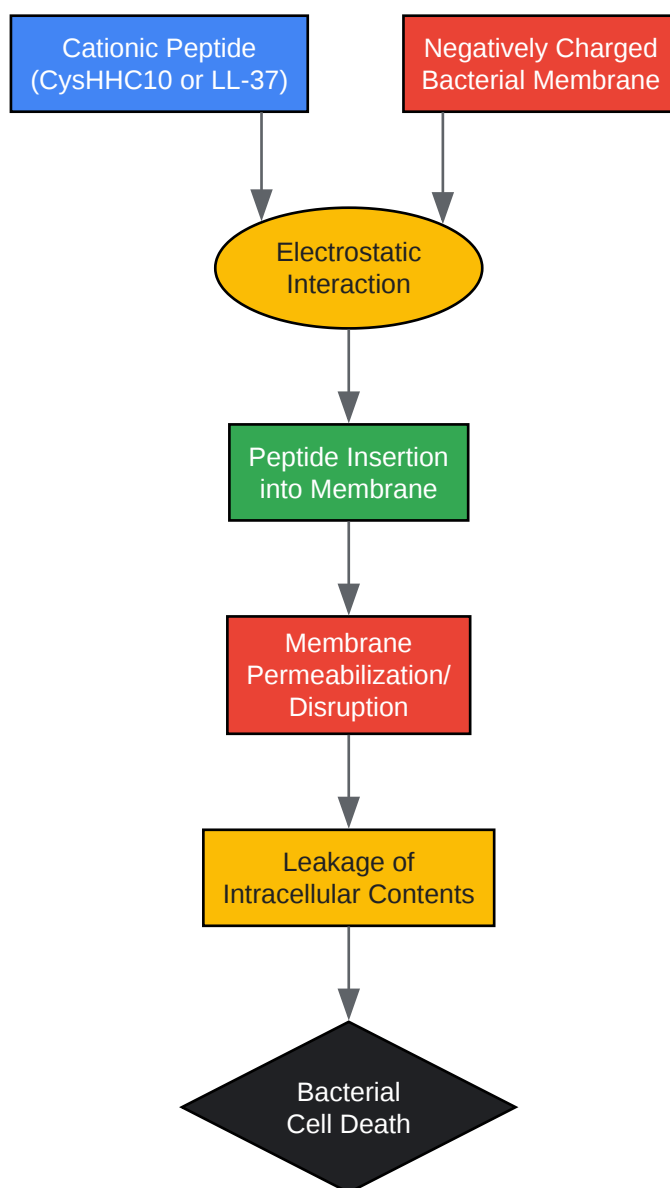 Cationic Peptide
(CysHHC10 or LL-37)
Negatively Charged
Bacterial Membrane
Electrostatic
Interaction
Peptide Insertion
into Membrane
Membrane
Permeabilization/
Disruption
Leakage of
Intracellular Contents
Bacterial
Cell Death